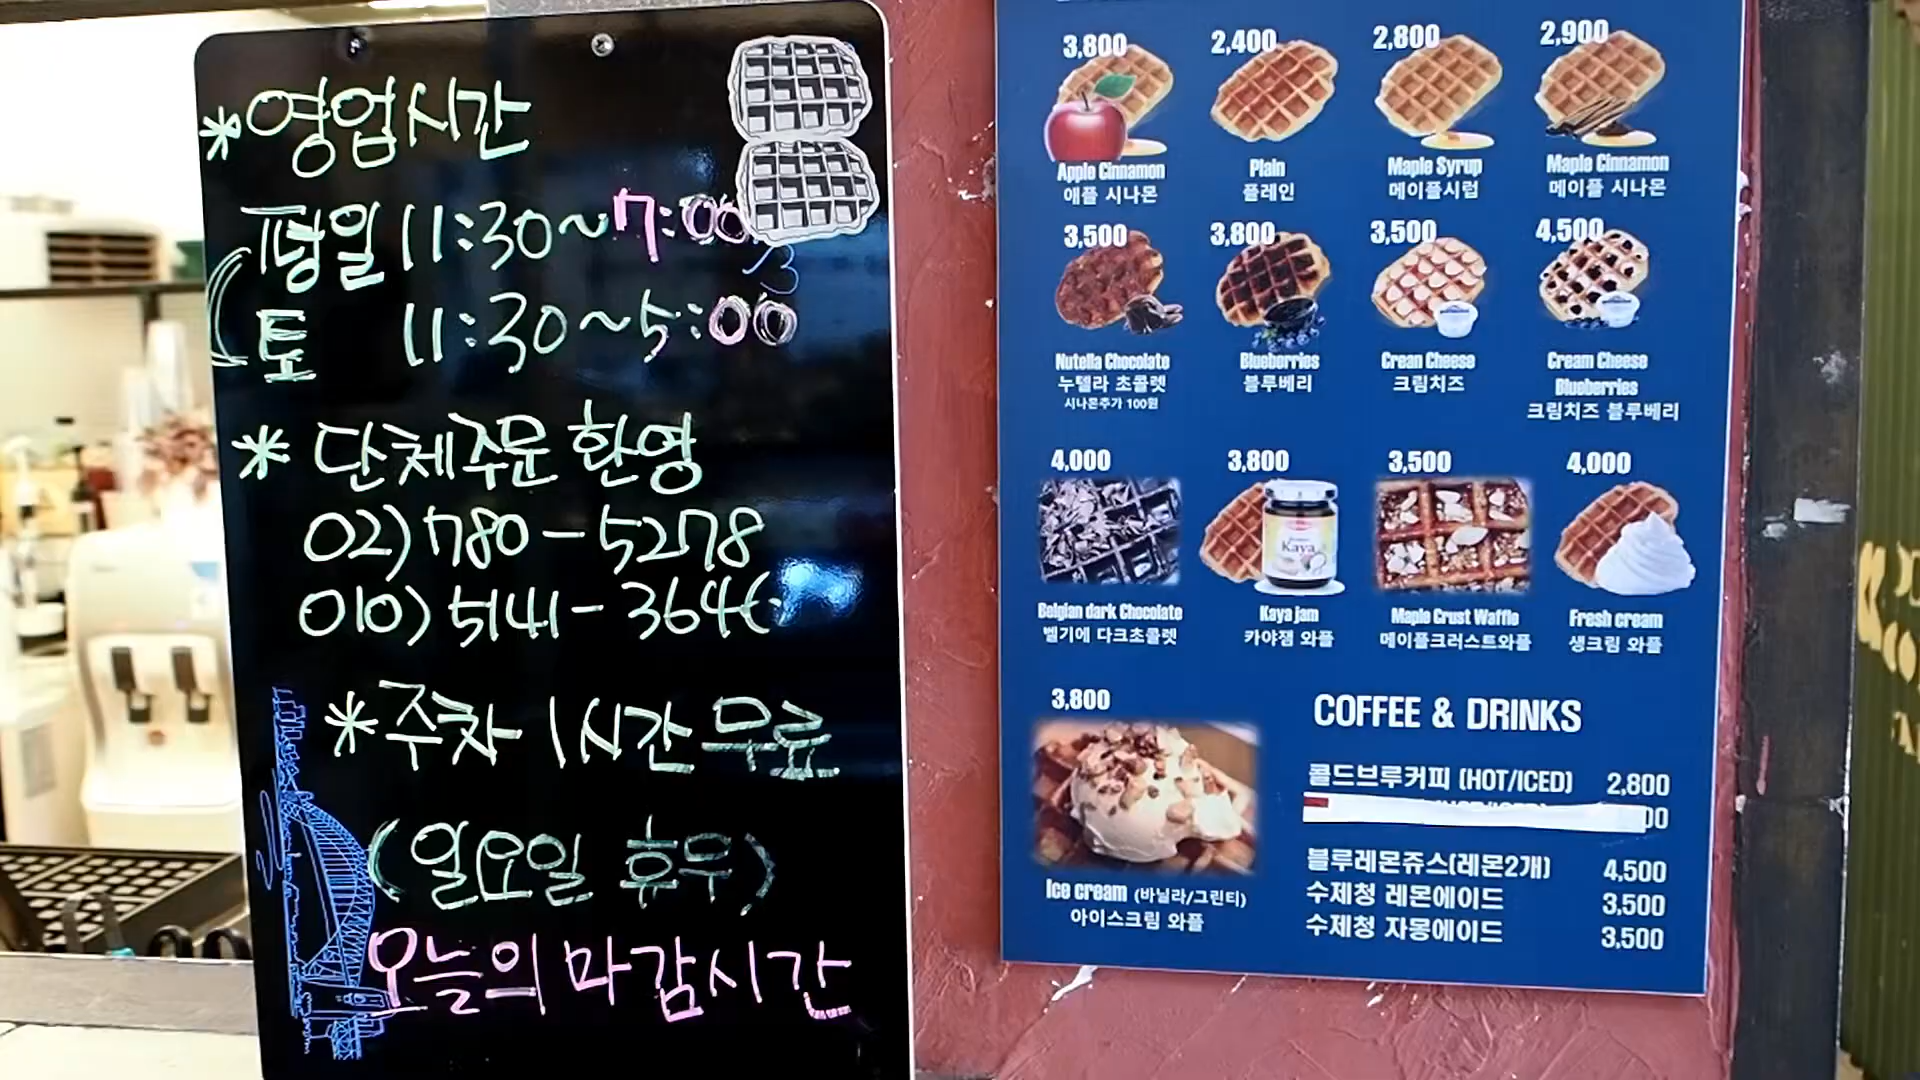 *영업시간
평일 11:30~7:00
토 11:30~5:00
* 단체주문 환영
02)780-5278
010)5141-3646
*주차 1시간 무료
(일요일 휴무)
오늘의 마감시간
3,800
Apple Cinnamon
애플 시나몬
2,400
Plain
플레인
2,800
Maple Syrup
메이플시럽
2,900
Maple Cinnamon
메이플 시나몬
3,500
Nutella Chocolate
누텔라 초콜렛
시나몬추가 100원
3,800
Blueberries
블루베리
3,500
Crean Cheese
크림치즈
4,500
Cream Cheese
Blueberries
크림치즈 블루베리
4,000
Belgian dark Chocolate
벨기에 다크초콜렛
3,800
Kaya
Kaya jam
카야잼 와플
3,500
Maple Crust Waffle
메이플크러스트와플
4,000
Fresh cream
생크림 와플
3,800
Ice cream (바닐라/그린티)
아이스크림 와플
COFFEE & DRINKS
콜드브루커피 (HOT/ICED) 2,800
블루레몬쥬스(레몬2개) 4,500
수제청 레몬에이드 3,500
수제청 자몽에이드 3,500